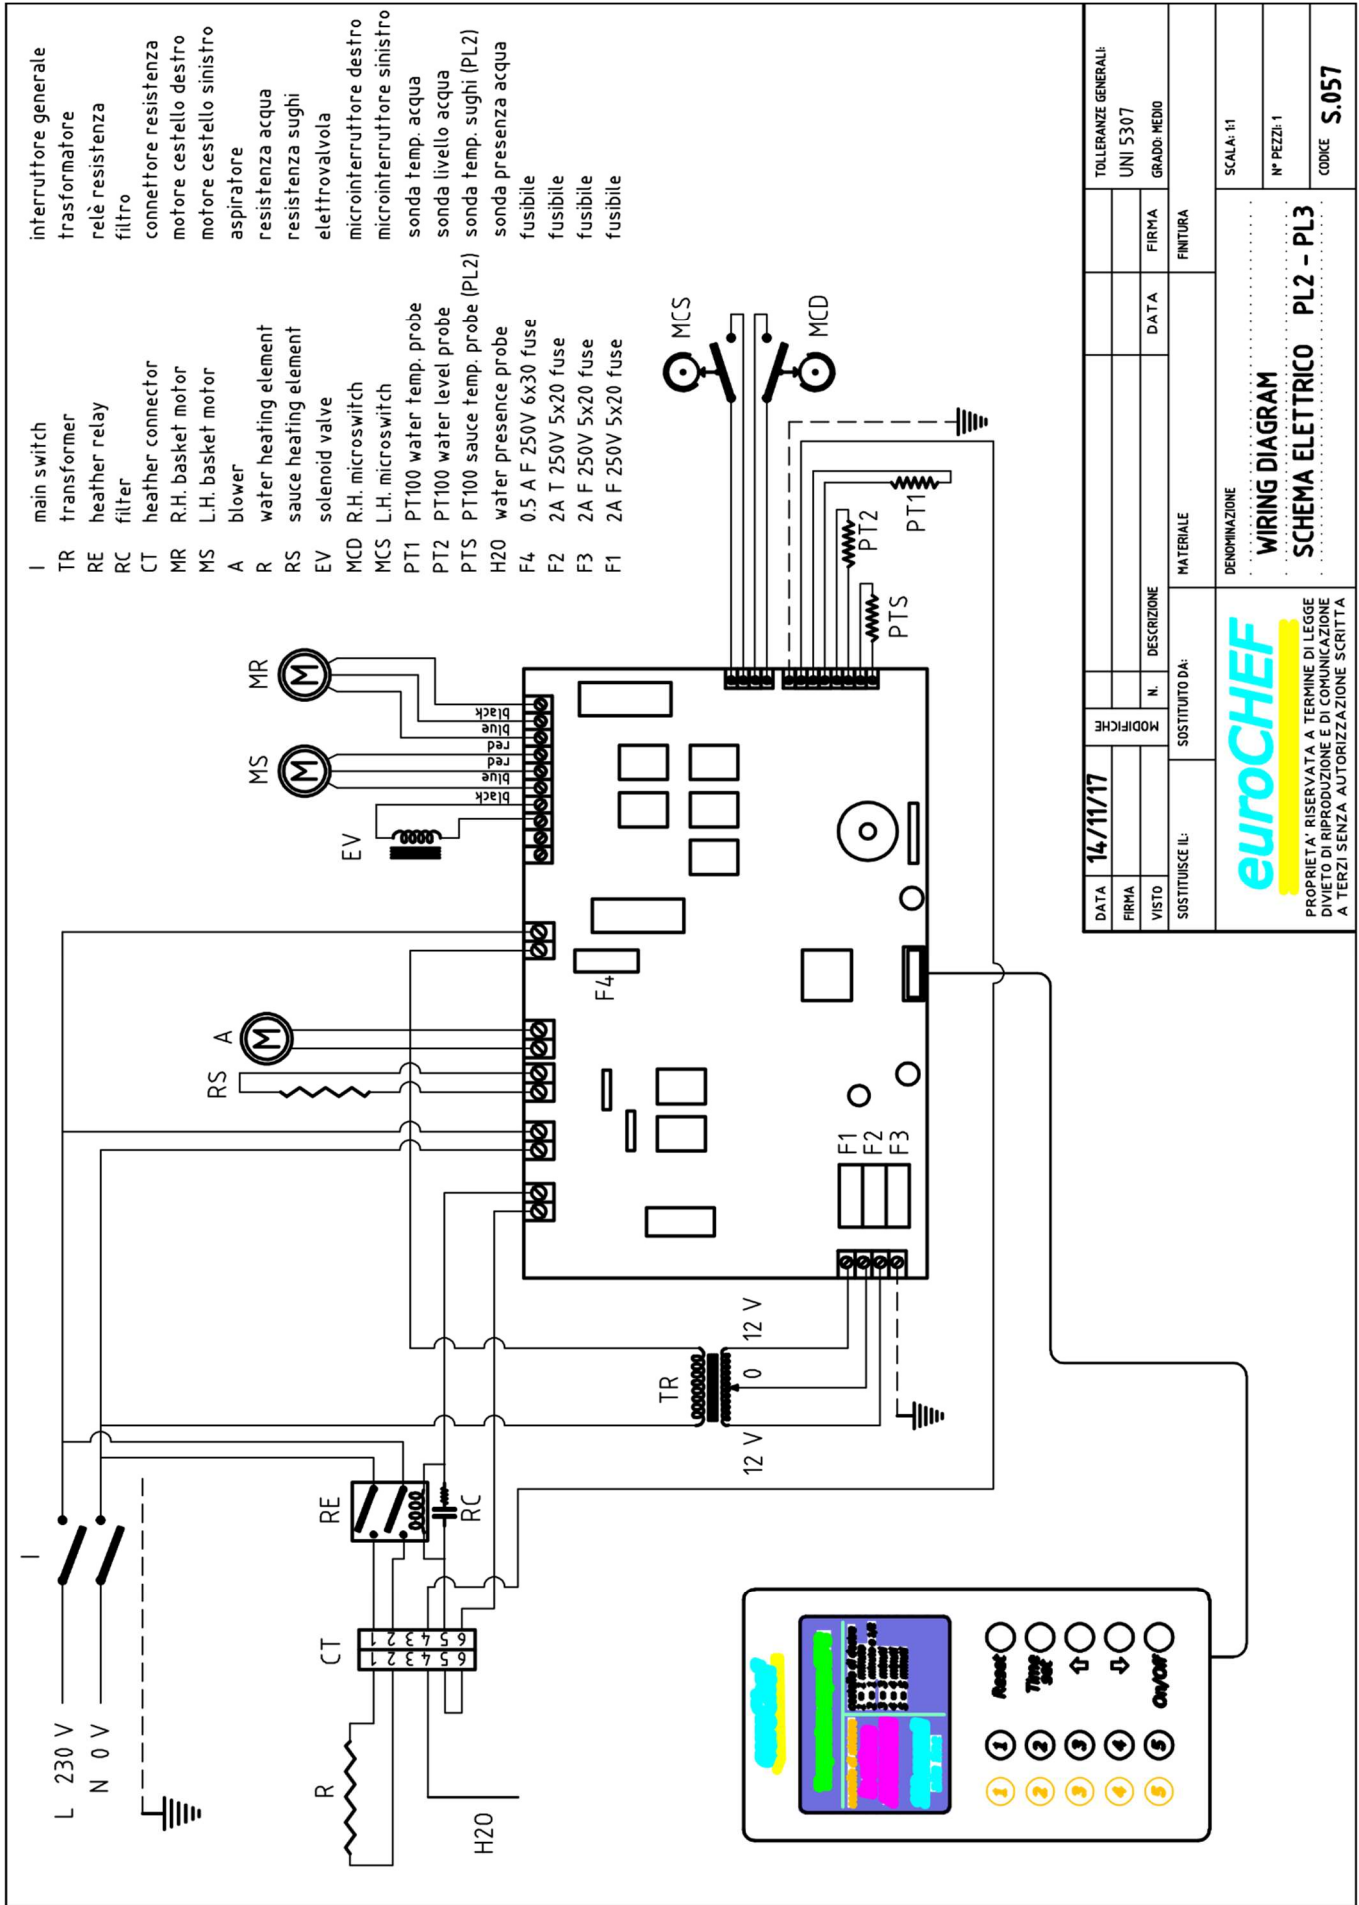 I main switch interruttore generale
TR transformer trasformatore
RE heather relay relè resistenza
RC filter filtro
CT heather connector connettore resistenza
MR R.H. basket motor motore cestello destro
MS L.H. basket motor motore cestello sinistro
A blower aspiratore
R water heating element resistenza acqua
RS sauce heating element resistenza sughi
EV solenoid valve elettrovalvola
MCD R.H. microswitch microinterruttore destro
MCS L.H. microswitch microinterruttore sinistro
PT1 PT100 water temp. probe sonda temp. acqua
PT2 PT100 water level probe sonda livello acqua
PTS PT100 sauce temp. probe (PL2) sonda temp. sughi (PL2)
H2O water presence probe sonda presenza acqua
F4 0.5 A F 250V 6x30 fuse fusibile
F2 2A T 250V 5x20 fuse fusibile
F3 2A F 250V 5x20 fuse fusibile
F1 2A F 250V 5x20 fuse fusibile
I
L 230 V
N 0 V
RE
RC
CT
1 2 3 4 5 6
1 2 3 4 5 6
R
H2O
RS
A
EV
MS
MR
black
blue
red
red
blue
black
F4
F1
F2
F3
TR
12 V
0
12 V
MCS
MCD
PTS
PT2
PT1
Reset
Time
set
On/Off
1 1
2 2
3 3
4 4
5 5
DATA 14/11/17
FIRMA
VISTO
MODIFICHE
N. DESCRIZIONE DATA FIRMA
TOLLERANZE GENERALI:
UNI 5307
GRADO: MEDIO
SOSTITUISCE IL:
SOSTITUITO DA:
MATERIALE
FINITURA
euroCHEF
PROPRIETA' RISERVATA A TERMINE DI LEGGE
DIVIETO DI RIPRODUZIONE E DI COMUNICAZIONE
A TERZI SENZA AUTORIZZAZIONE SCRITTA
DENOMINAZIONE
WIRING DIAGRAM
SCHEMA ELETTRICO PL2 - PL3
SCALA: 1:1
N° PEZZI: 1
CODICE S.057